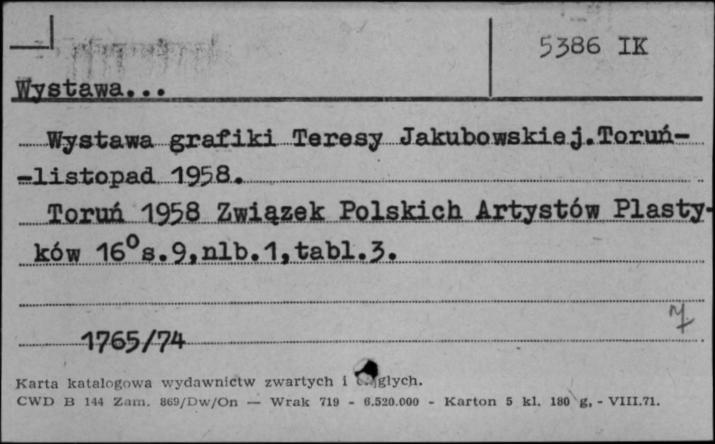 5386 IK
Wystawa...
Wystawa grafiki Teresy Jakubowskiej.Toruń-
-listopad 1958.
Toruń 1958 Związek Polskich Artystów Plasty-
ków 16° s.9,nlb.1,tabl.3.
1765/74
Karta katalogowa wydawnictw zwartych i
CWD B 144 Zam. 869/Dw/On — Wrak 719 - 6.520.000 - Karton 5 kl. 180 g, - VIII.71.